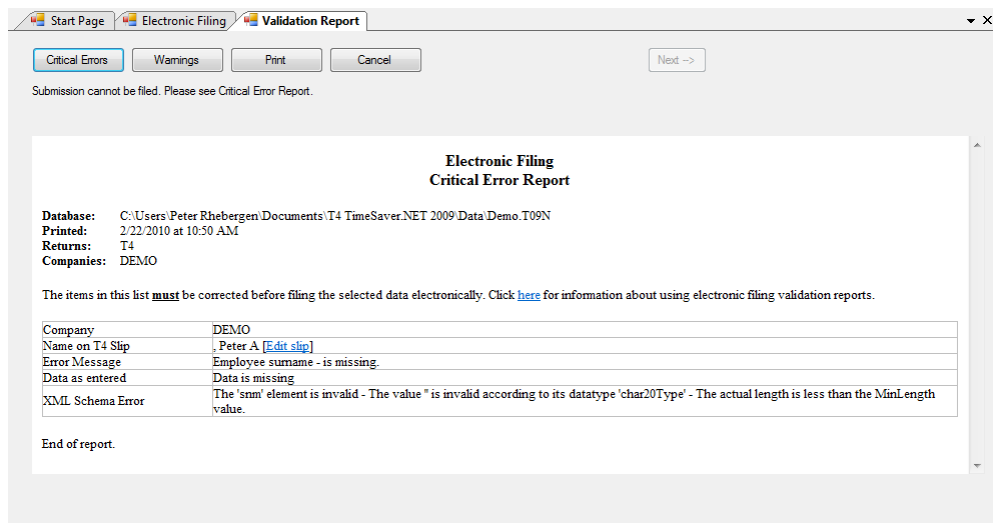 Start Page Electronic Filing Validation Report
Critical Errors Warnings Print Cancel Next -->
Submission cannot be filed. Please see Critical Error Report.
Electronic Filing
Critical Error Report
Database: C:\Users\Peter Rhebergen\Documents\T4 TimeSaver.NET 2009\Data\Demo.T09N
Printed: 2/22/2010 at 10:50 AM
Returns: T4
Companies: DEMO
The items in this list must be corrected before filing the selected data electronically. Click here for information about using electronic filing validation reports.
Company DEMO
Name on T4 Slip , Peter A [Edit slip]
Error Message Employee surname - is missing.
Data as entered Data is missing
XML Schema Error The 'snm' element is invalid - The value '' is invalid according to its datatype 'char20Type' - The actual length is less than the MinLength
value.
End of report.